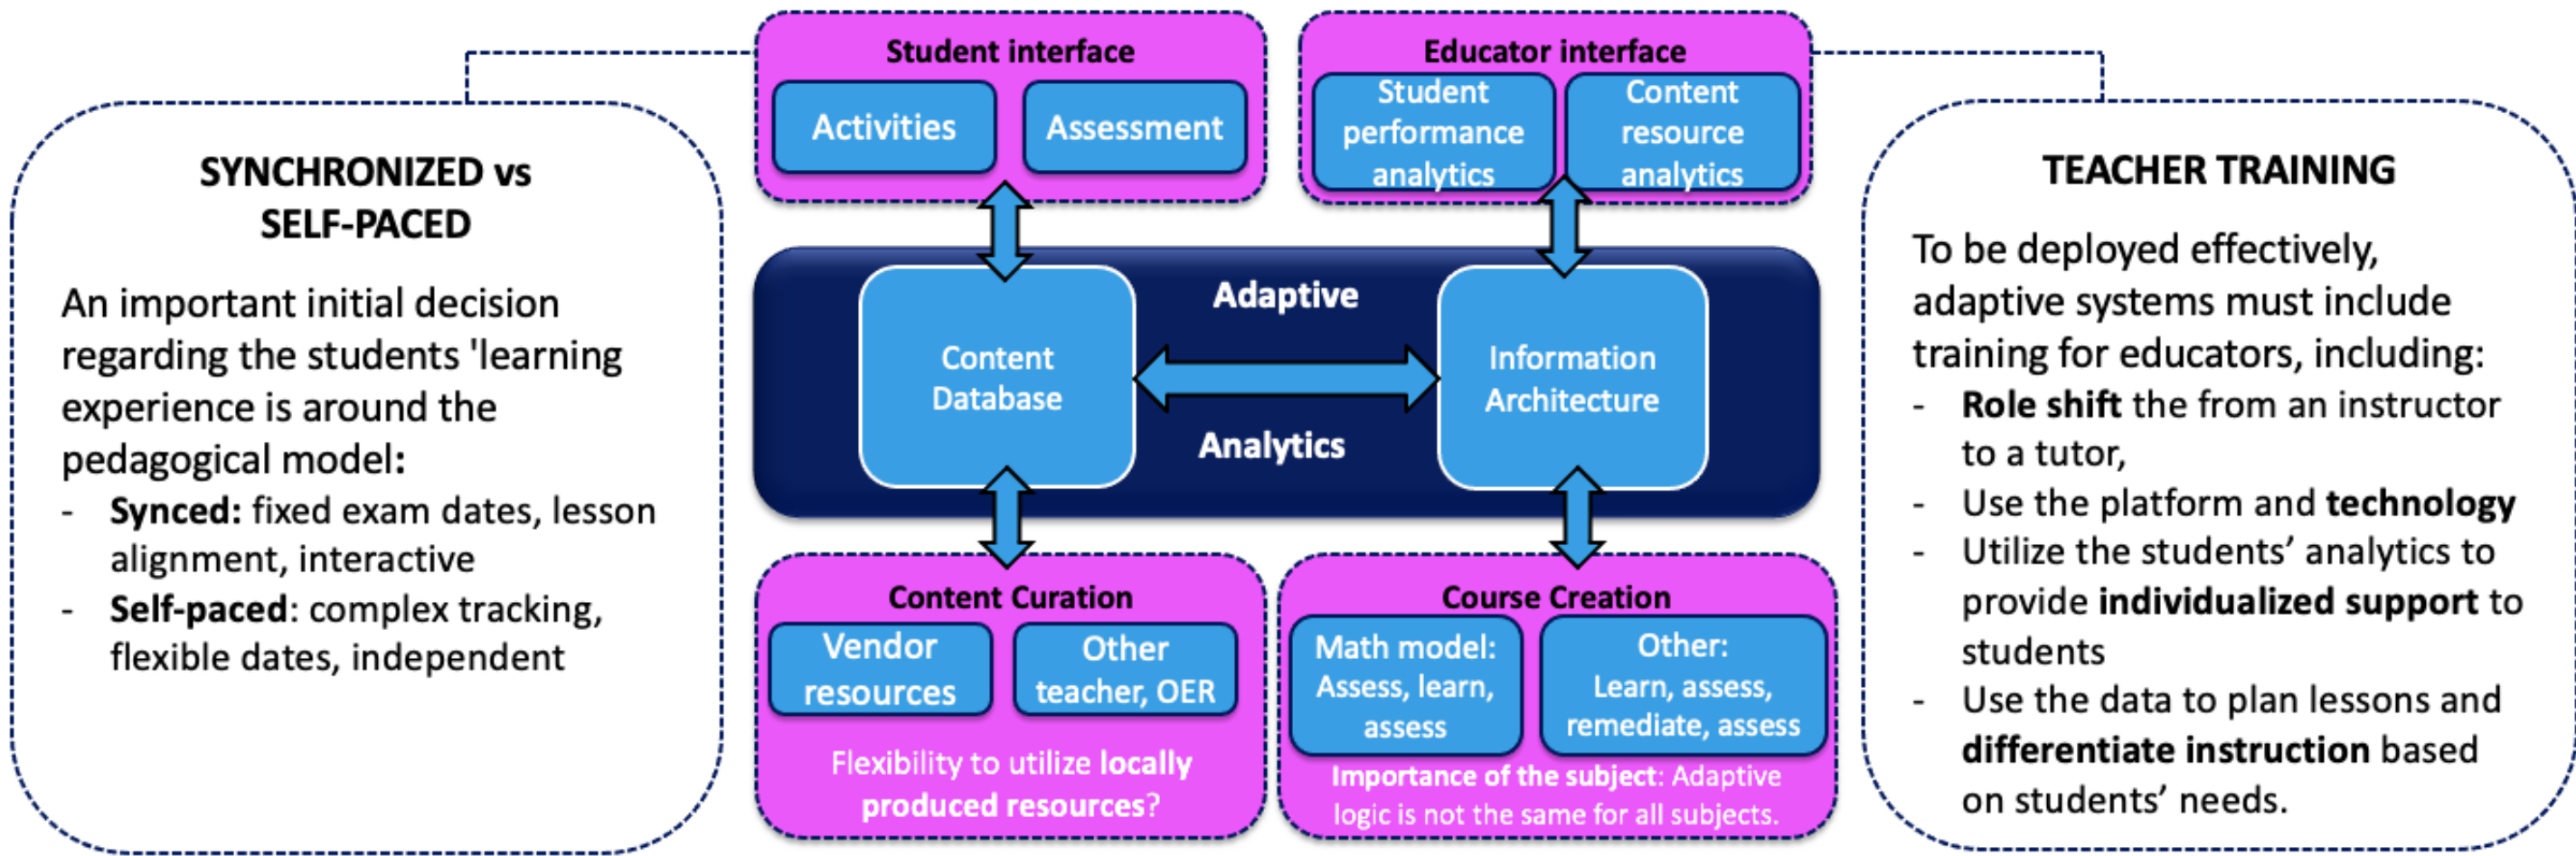 SYNCHRONIZED vs
SELF-PACED
An important initial decision
regarding the students 'learning
experience is around the
pedagogical model:
- Synced: fixed exam dates, lesson
alignment, interactive
- Self-paced: complex tracking,
flexible dates, independent
Student interface
Activities
Assessment
Educator interface
Student
performance
analytics
Content
resource
analytics
Adaptive
Content
Database
Information
Architecture
Analytics
Content Curation
Vendor
resources
Other
teacher, OER
Flexibility to utilize locally
produced resources?
Course Creation
Math model:
Assess, learn,
assess
Other:
Learn, assess,
remediate, assess
Importance of the subject: Adaptive
logic is not the same for all subjects.
TEACHER TRAINING
To be deployed effectively,
adaptive systems must include
training for educators, including:
- Role shift the from an instructor
to a tutor,
- Use the platform and technology
- Utilize the students’ analytics to
provide individualized support to
students
- Use the data to plan lessons and
differentiate instruction based
on students’ needs.